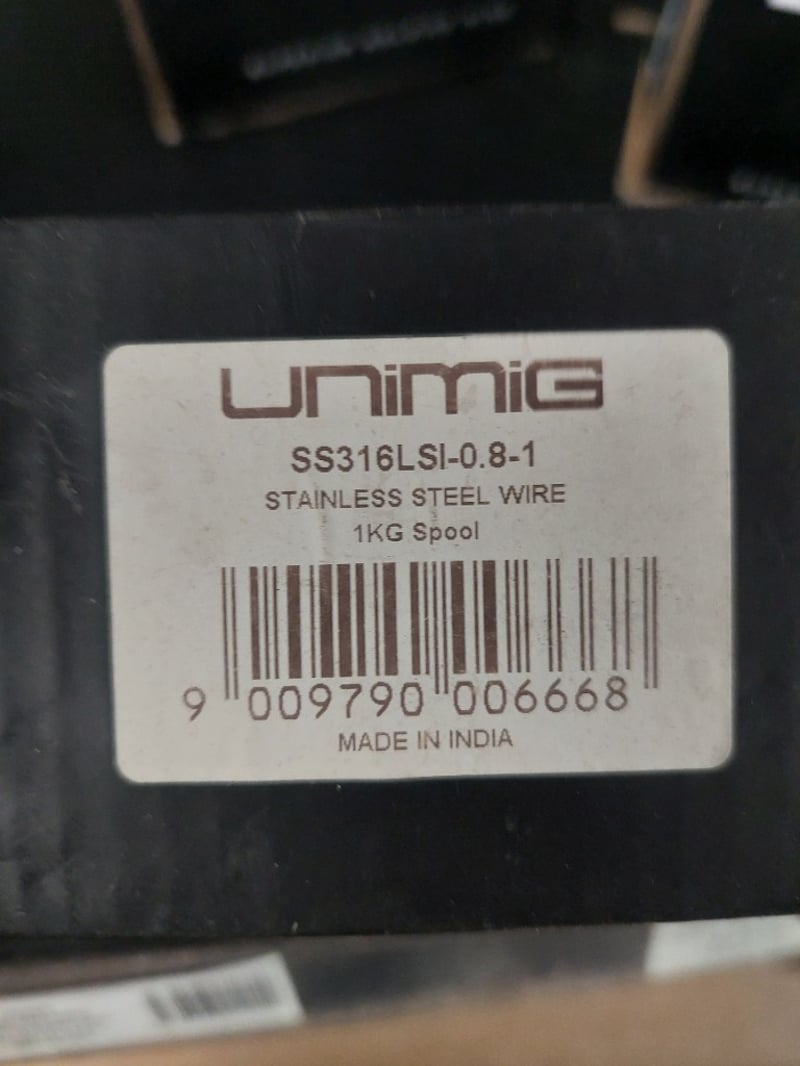 UNIMIG
SS316LSI-0.8-1
STAINLESS STEEL WIRE
1KG Spool
9 009790 006668
MADE IN INDIA